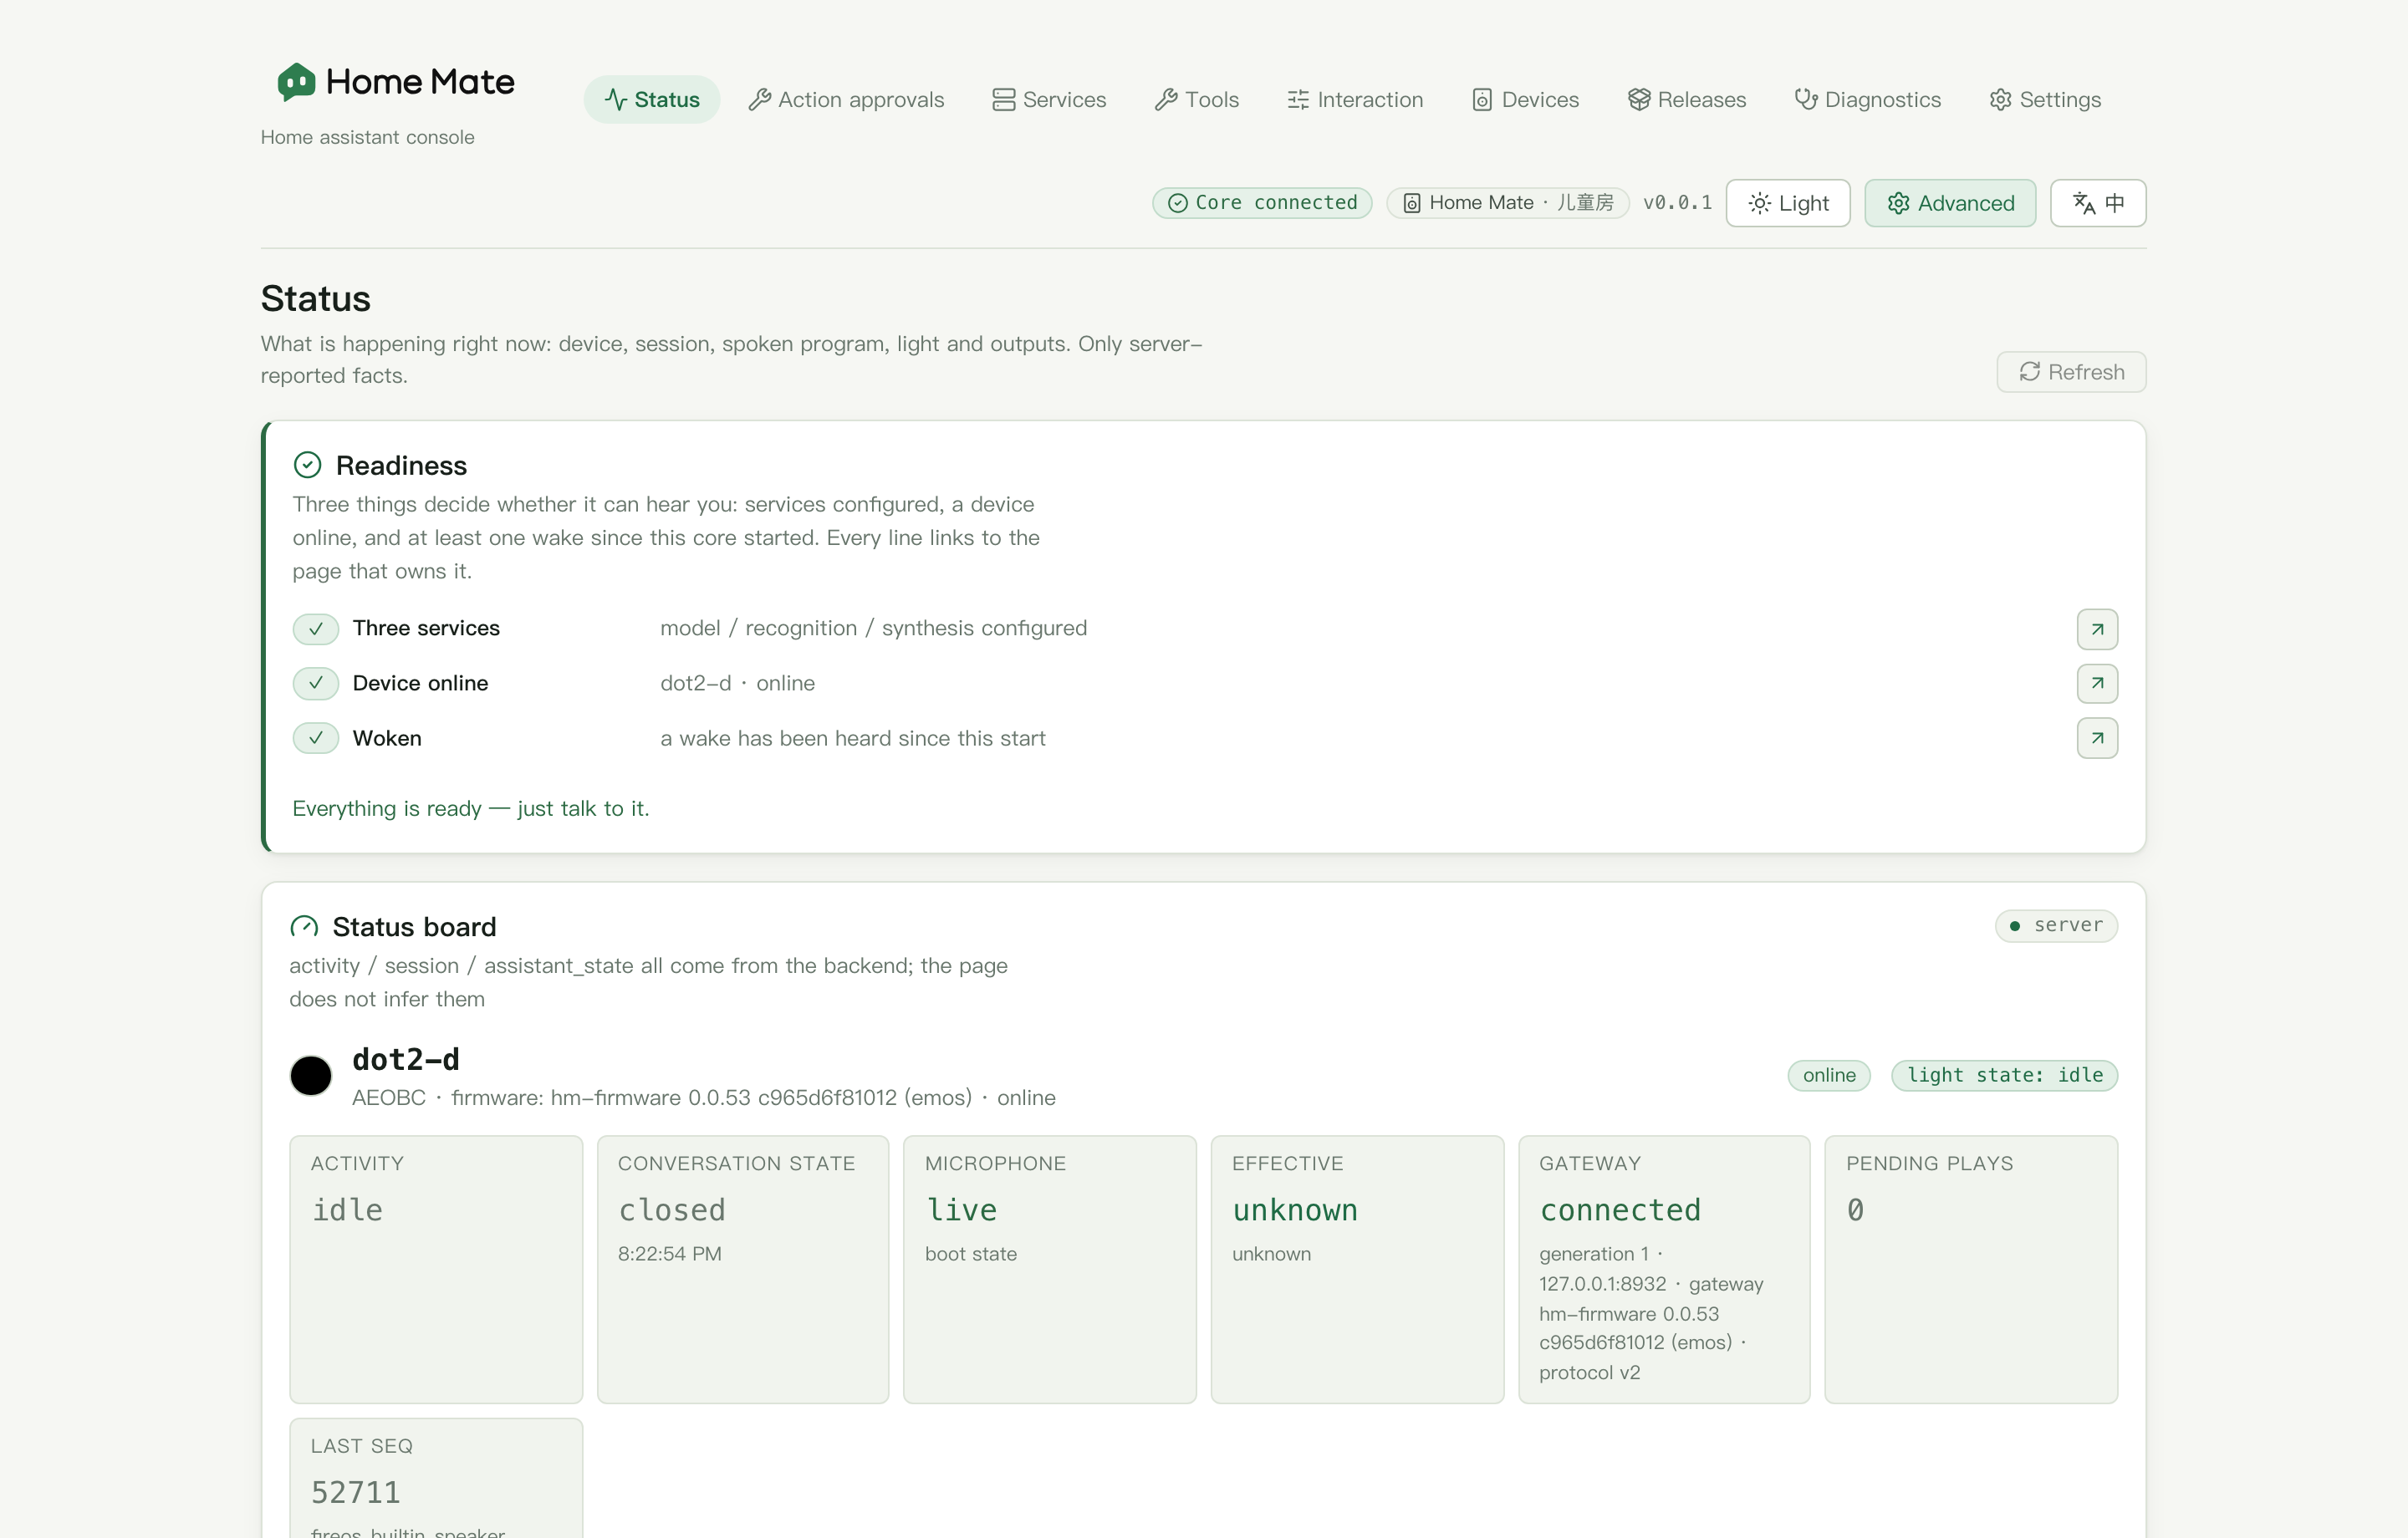 Home Mate
Home assistant console
Status
Action approvals
Services
Tools
Interaction
Devices
Releases
Diagnostics
Settings
Core connected
Home Mate · 儿童房
v0.0.1
Light
Advanced
中
Status
What is happening right now: device, session, spoken program, light and outputs. Only server-
reported facts.
Refresh
Readiness
Three things decide whether it can hear you: services configured, a device
online, and at least one wake since this core started. Every line links to the
page that owns it.
Three services model / recognition / synthesis configured
Device online dot2-d · online
Woken a wake has been heard since this start
Everything is ready — just talk to it.
Status board
server
activity / session / assistant_state all come from the backend; the page
does not infer them
dot2-d
AEOBC · firmware: hm-firmware 0.0.53 c965d6f81012 (emos) · online
online
light state: idle
ACTIVITY
idle
CONVERSATION STATE
closed
8:22:54 PM
MICROPHONE
live
boot state
EFFECTIVE
unknown
unknown
GATEWAY
connected
generation 1 ·
127.0.0.1:8932 · gateway
hm-firmware 0.0.53
c965d6f81012 (emos) ·
protocol v2
PENDING PLAYS
0
LAST SEQ
52711
fireos_builtin_speaker